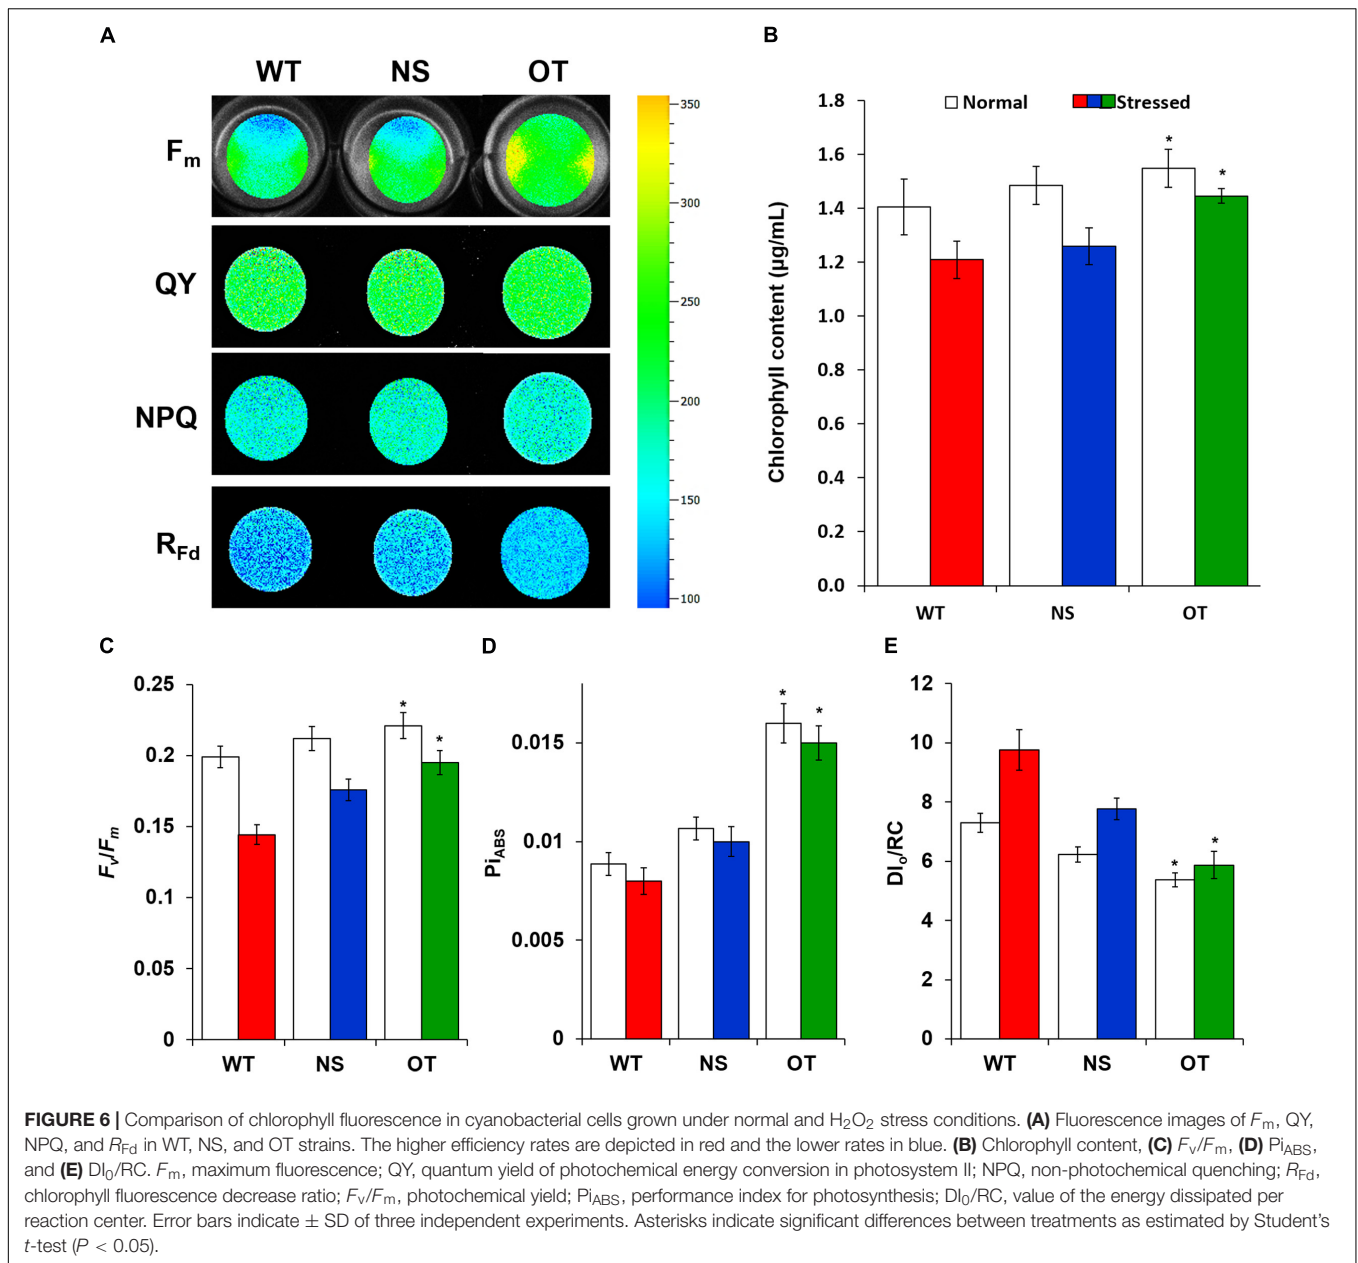 A
WT NS OT
Fm
QY
NPQ
RFd
350
300
250
200
150
100
B
Normal Stressed
Chlorophyll content (µg/mL)
1.8
1.6
1.4
1.2
1.0
0.8
0.6
0.4
0.2
0.0
* *
WT NS OT
C
Fv/Fm
0.25
0.2
0.15
0.1
0.05
0
* *
WT NS OT
D
PiABS
0.015
0.01
0.005
0
* *
WT NS OT
E
DIo/RC
12
10
8
6
4
2
0
* *
WT NS OT
FIGURE 6 | Comparison of chlorophyll fluorescence in cyanobacterial cells grown under normal and H2O2 stress conditions. (A) Fluorescence images of Fm, QY,
NPQ, and RFd in WT, NS, and OT strains. The higher efficiency rates are depicted in red and the lower rates in blue. (B) Chlorophyll content, (C) Fv/Fm, (D) PiABS,
and (E) DI0/RC. Fm, maximum fluorescence; QY, quantum yield of photochemical energy conversion in photosystem II; NPQ, non-photochemical quenching; RFd,
chlorophyll fluorescence decrease ratio; Fv/Fm, photochemical yield; PiABS, performance index for photosynthesis; DI0/RC, value of the energy dissipated per
reaction center. Error bars indicate ± SD of three independent experiments. Asterisks indicate significant differences between treatments as estimated by Student's
t-test (P < 0.05).